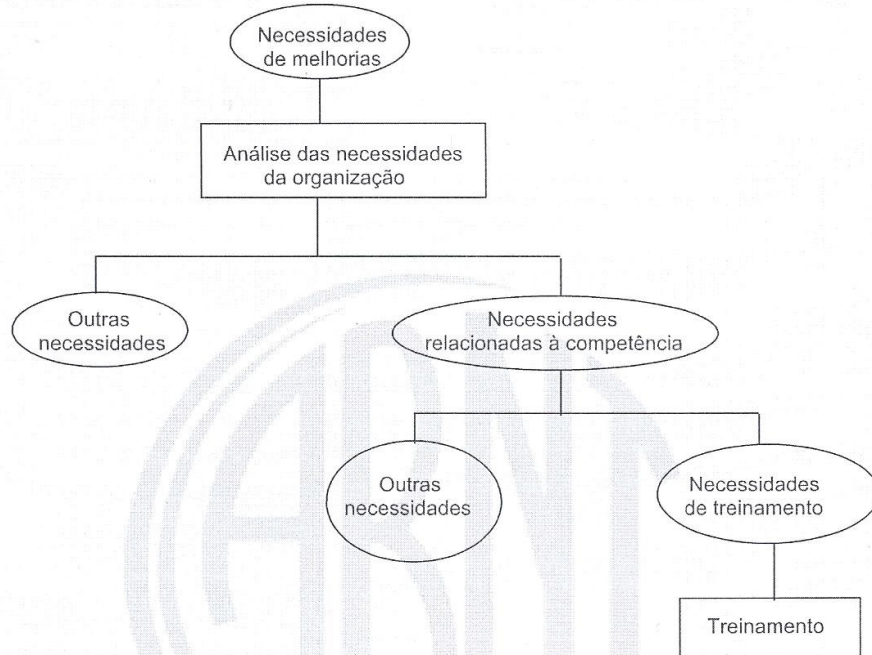 Necessidades
de melhorias
Análise das necessidades
da organização
Outras
necessidades
Necessidades
relacionadas à competência
Outras
necessidades
Necessidades
de treinamento
Treinamento
ABNT